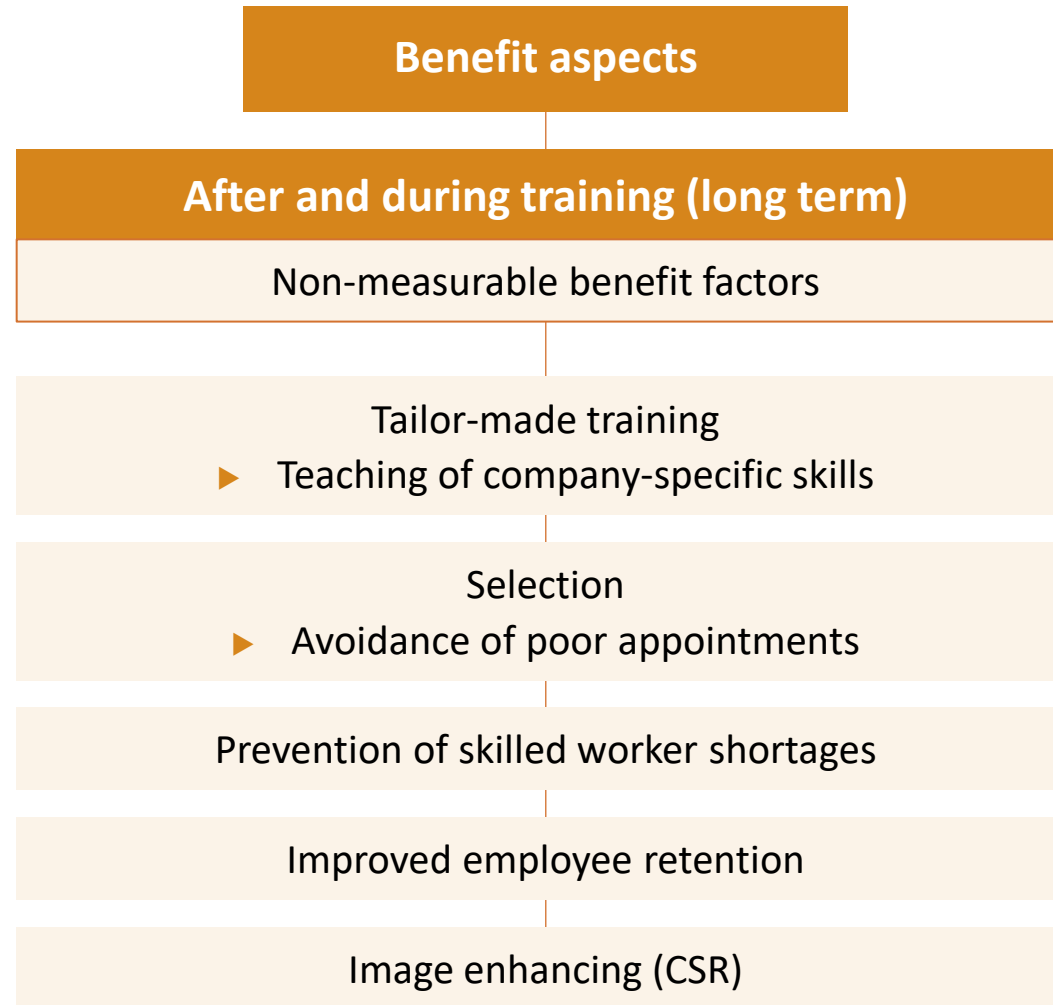 Benefit aspects
After and during training (long term)
Non-measurable benefit factors
Tailor-made training
Teaching of company-specific skills
Selection
Avoidance of poor appointments
Prevention of skilled worker shortages
Improved employee retention
Image enhancing (CSR)